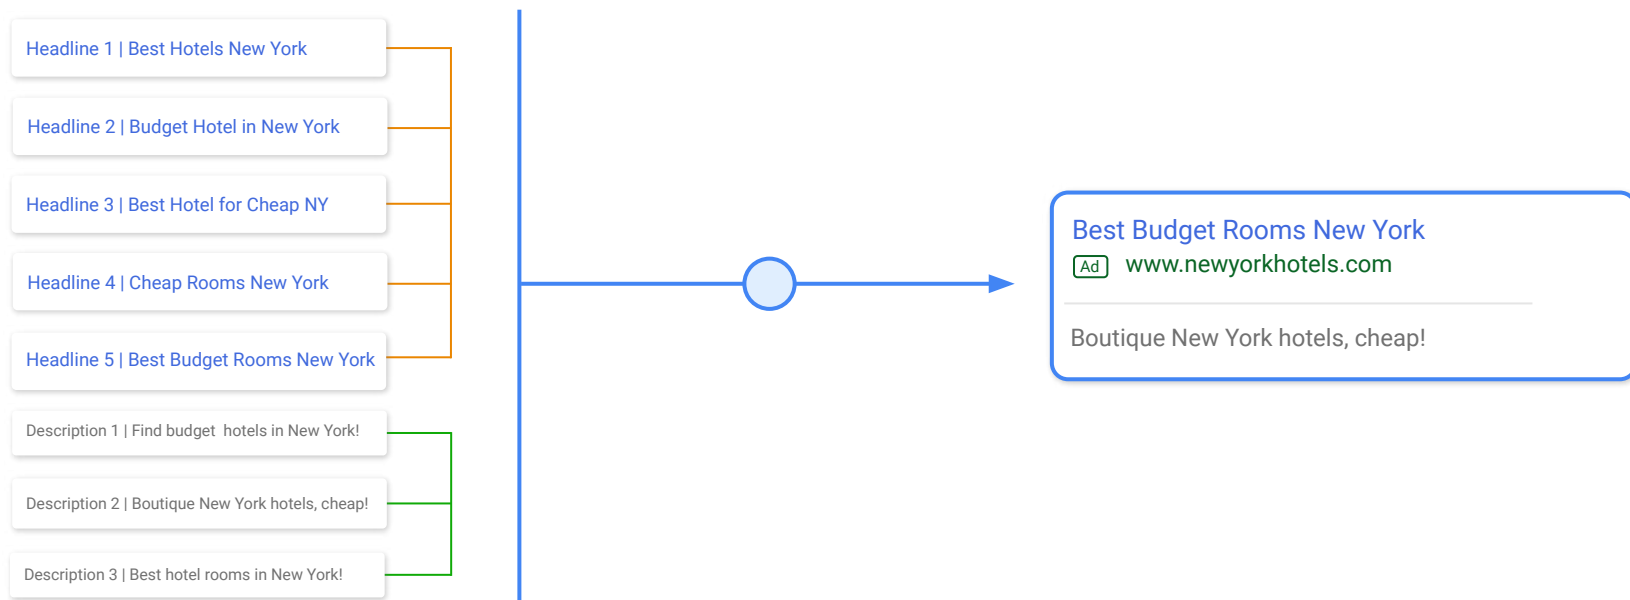 Headline 1 | Best Hotels New York
Headline 2 | Budget Hotel in New York
Headline 3 | Best Hotel for Cheap NY
Headline 4 | Cheap Rooms New York
Headline 5 | Best Budget Rooms New York
Description 1 | Find budget  hotels in New York!
Description 2 | Boutique New York hotels, cheap!
Description 3 | Best hotel rooms in New York!
Best Budget Rooms New York
Ad www.newyorkhotels.com
Boutique New York hotels, cheap!